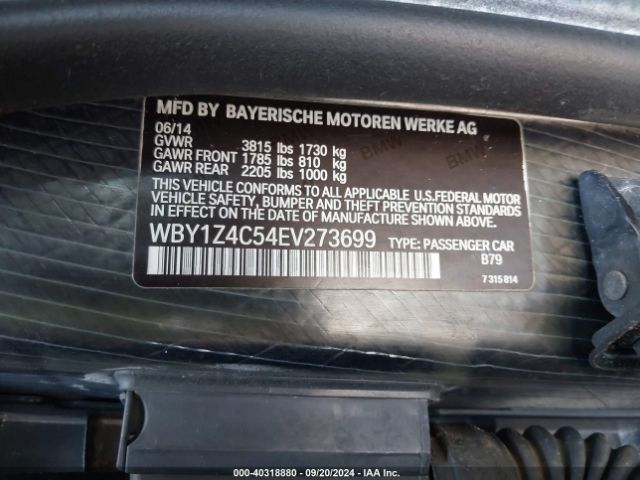 MFD BY BAYERISCHE MOTOREN WERKE AG
06/14
GVWR 3815 lbs 1730 kg
GAWR FRONT 1785 lbs 810 kg
GAWR REAR 2205 lbs 1000 kg
THIS VEHICLE CONFORMS TO ALL APPLICABLE U.S.FEDERAL MOTOR
VEHICLE SAFETY, BUMPER AND THEFT PREVENTION STANDARDS
IN EFFECT ON THE DATE OF MANUFACTURE SHOWN ABOVE.
WBY1Z4C54EV273699 TYPE: PASSENGER CAR
B79
7 315 814
000-40318880 - 09/20/2024 - IAA Inc.